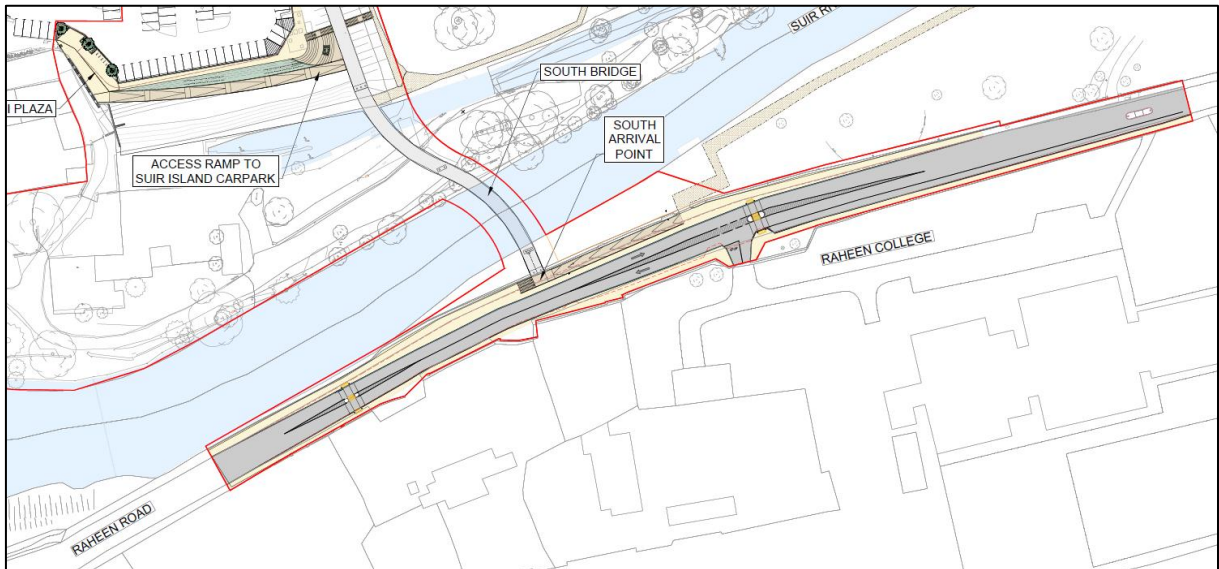 SUIR RI
SOUTH BRIDGE
I PLAZA
SOUTH
ARRIVAL
POINT
ACCESS RAMP TO
SUIR ISLAND CARPARK
RAHEEN COLLEGE
RAHEEN ROAD